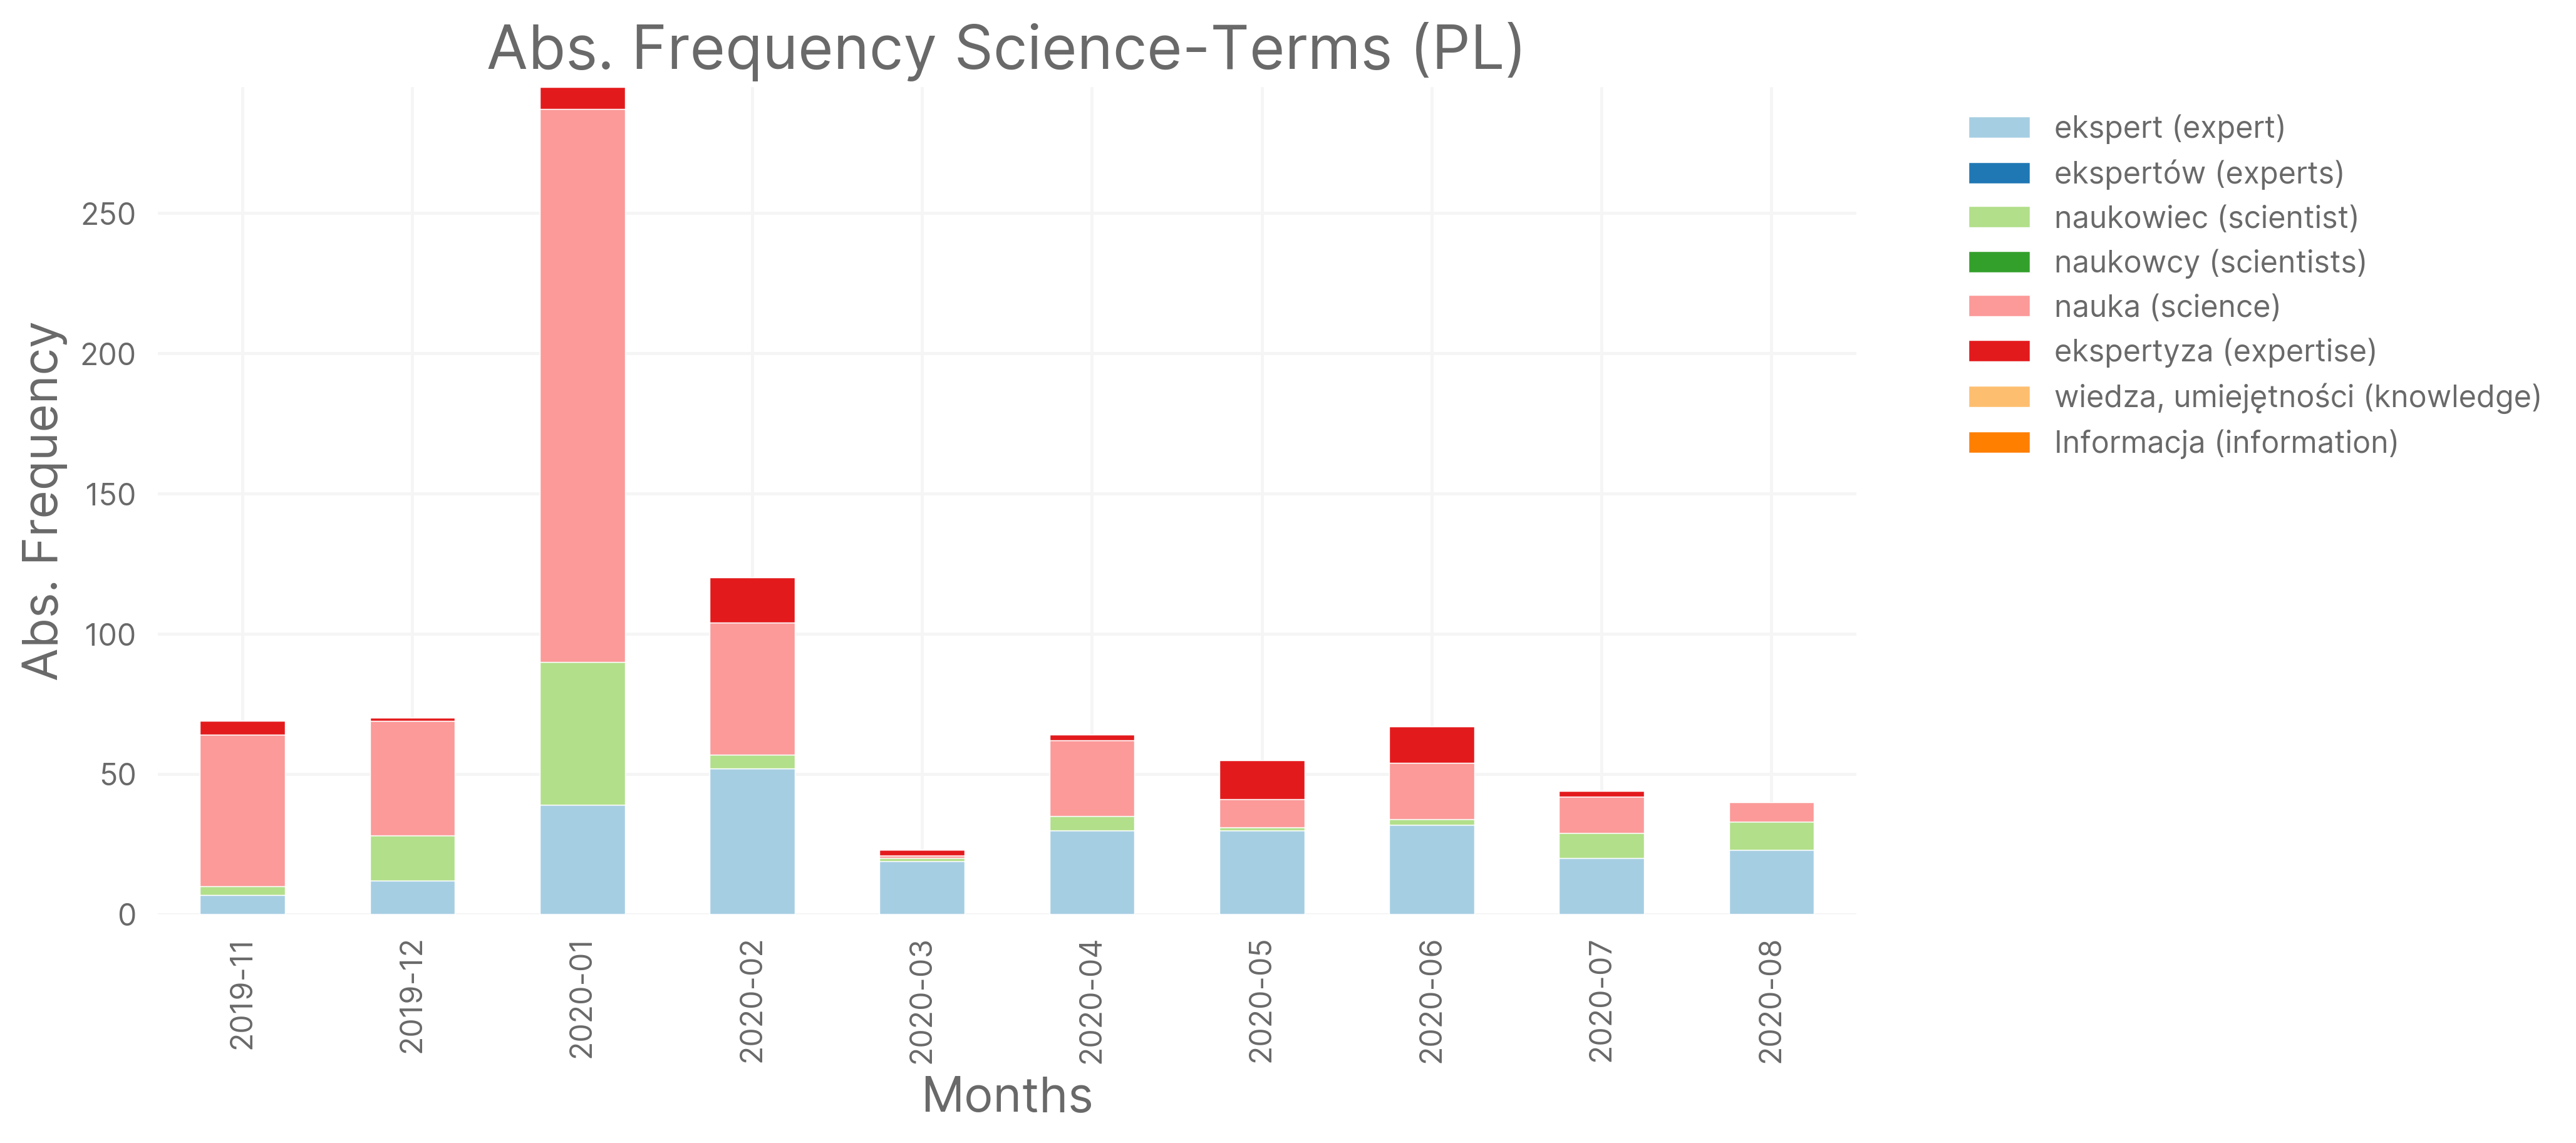 Abs. Frequency Science-Terms (PL)
Abs. Frequency
250
200
150
100
50
0
2019-11
2019-12
2020-01
2020-02
2020-03
2020-04
2020-05
2020-06
2020-07
2020-08
Months
ekspert (expert)
ekspertów (experts)
naukowiec (scientist)
naukowcy (scientists)
nauka (science)
ekspertyza (expertise)
wiedza, umiejętności (knowledge)
Informacja (information)